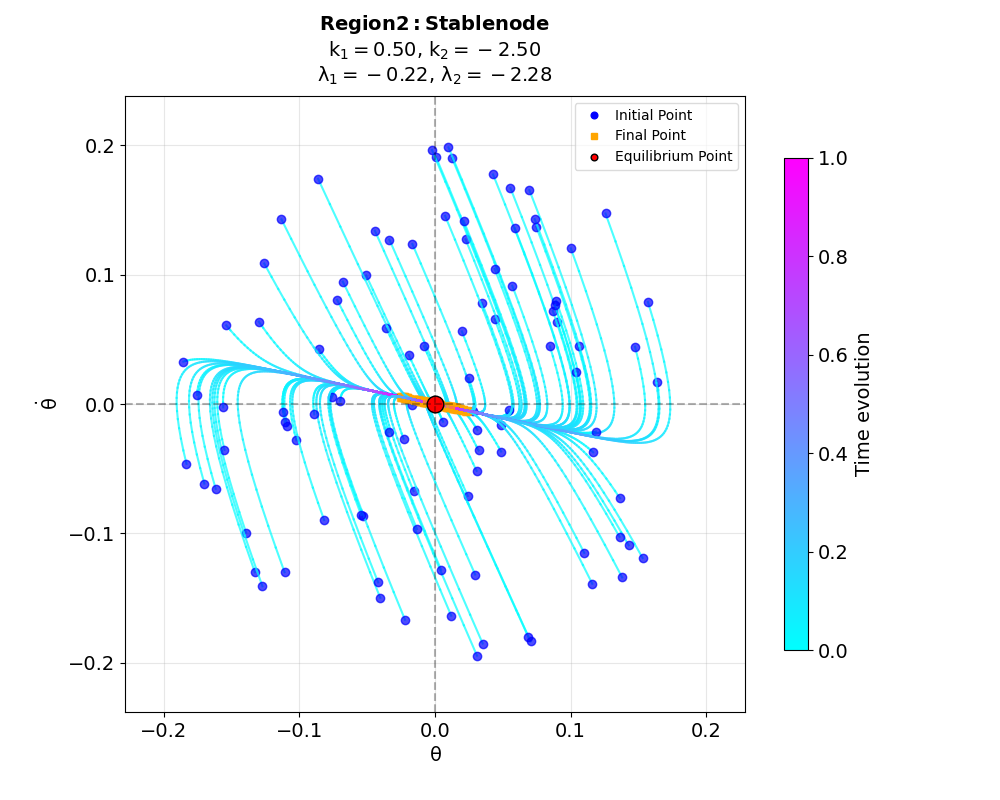 Region2:Stablenode
k₁ = 0.50, k₂ = −2.50
λ₁ = −0.22, λ₂ = −2.28
Initial Point
Final Point
Equilibrium Point
0.2
0.1
0.0
−0.1
−0.2
θ̇
−0.2
−0.1
0.0
0.1
0.2
θ
1.0
0.8
0.6
0.4
0.2
0.0
Time evolution